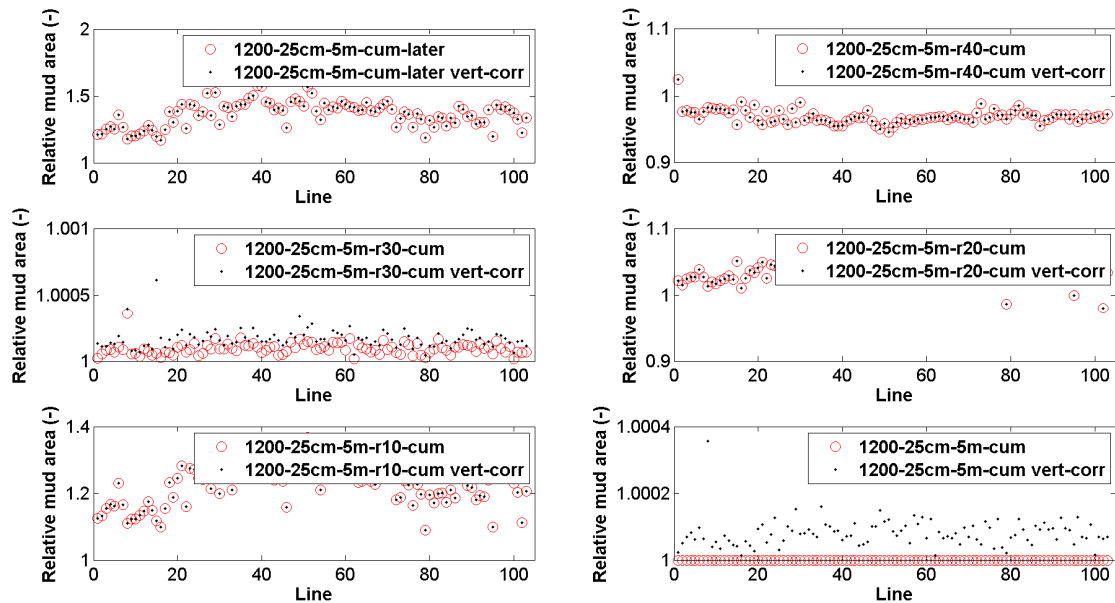 Relative mud area (-)
2
1.5
1
1200-25cm-5m-cum-later
1200-25cm-5m-cum-later vert-corr
0 20 40 60 80 100
Line
Relative mud area (-)
1.1
1
0.9
1200-25cm-5m-r40-cum
1200-25cm-5m-r40-cum vert-corr
0 20 40 60 80 100
Line
Relative mud area (-)
1.001
1.0005
1
1200-25cm-5m-r30-cum
1200-25cm-5m-r30-cum vert-corr
0 20 40 60 80 100
Line
Relative mud area (-)
1.1
1
0.9
1200-25cm-5m-r20-cum
1200-25cm-5m-r20-cum vert-corr
0 20 40 60 80 100
Line
Relative mud area (-)
1.4
1.2
1
1200-25cm-5m-r10-cum
1200-25cm-5m-r10-cum vert-corr
0 20 40 60 80 100
Line
Relative mud area (-)
1.0004
1.0002
1
1200-25cm-5m-cum
1200-25cm-5m-cum vert-corr
0 20 40 60 80 100
Line